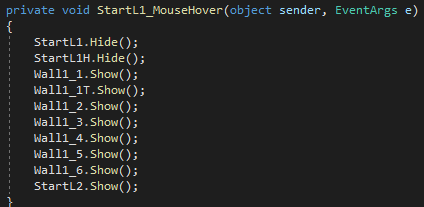 private void StartL1_MouseHover(object sender, EventArgs e)
{
StartL1.Hide();
StartL1H.Hide();
Wall1_1.Show();
Wall1_1T.Show();
Wall1_2.Show();
Wall1_3.Show();
Wall1_4.Show();
Wall1_5.Show();
Wall1_6.Show();
StartL2.Show();
}